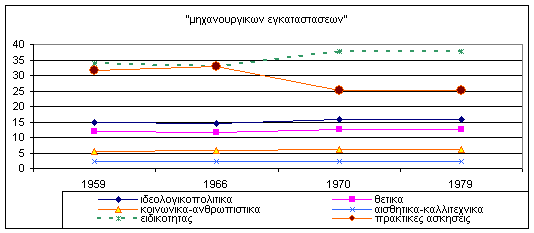 "μηχανουργικων εγκαταστασεων"
40
35
30
25
20
15
10
5
0
1959 1966 1970 1979
ιδεολογικοπολιτικα θετικα
κοινωνικα-ανθρωπιστικα αισθητικα-καλλιτεχνικα
ειδικοτητας πρακτικες ασκησεις